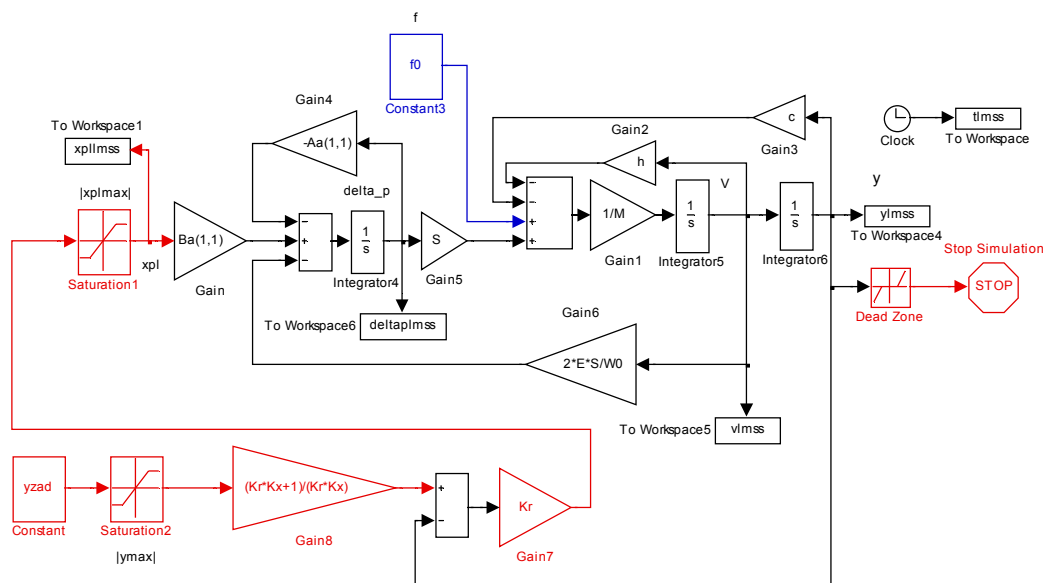 f
f0
Constant3
Gain4
-Aa(1,1)
To Workspace1
xpllmss
c
Gain3
Clock
tlmss
To Workspace
Gain2
h
|xplmax|
delta_p
V
y
Saturation1
xpl
Ba(1,1)
Gain
−
+
−
1
s
Integrator4
S
Gain5
−
−
+
+
1/M
Gain1
1
s
Integrator5
1
s
Integrator6
ylmss
To Workspace4
Stop Simulation
STOP
Dead Zone
To Workspace6
deltaplmss
Gain6
2*E*S/W0
To Workspace5
vlmss
yzad
Constant
Saturation2
|ymax|
(Kr*Kx+1)/(Kr*Kx)
Gain8
+
−
Kr
Gain7